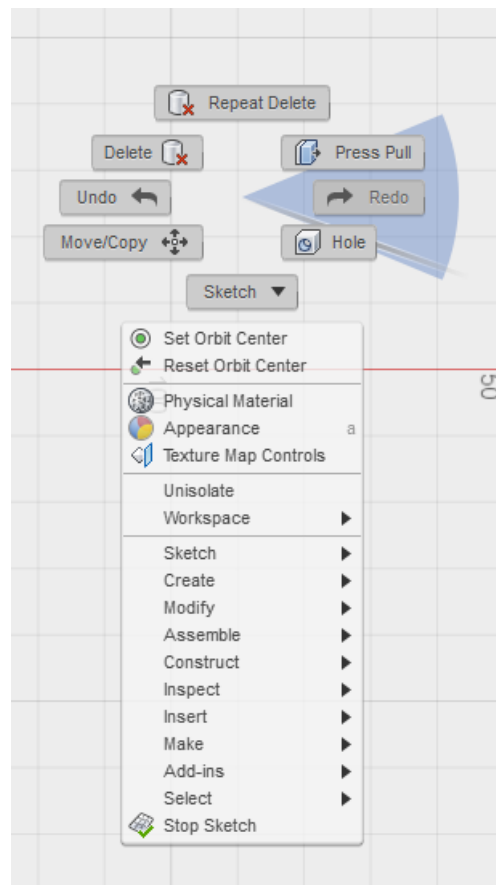 Repeat Delete
Delete
Press Pull
Undo
Redo
Move/Copy
Hole
Sketch
Set Orbit Center
Reset Orbit Center
50
Physical Material
Appearance a
Texture Map Controls
Unisolate
Workspace
Sketch
Create
Modify
Assemble
Construct
Inspect
Insert
Make
Add-ins
Select
Stop Sketch